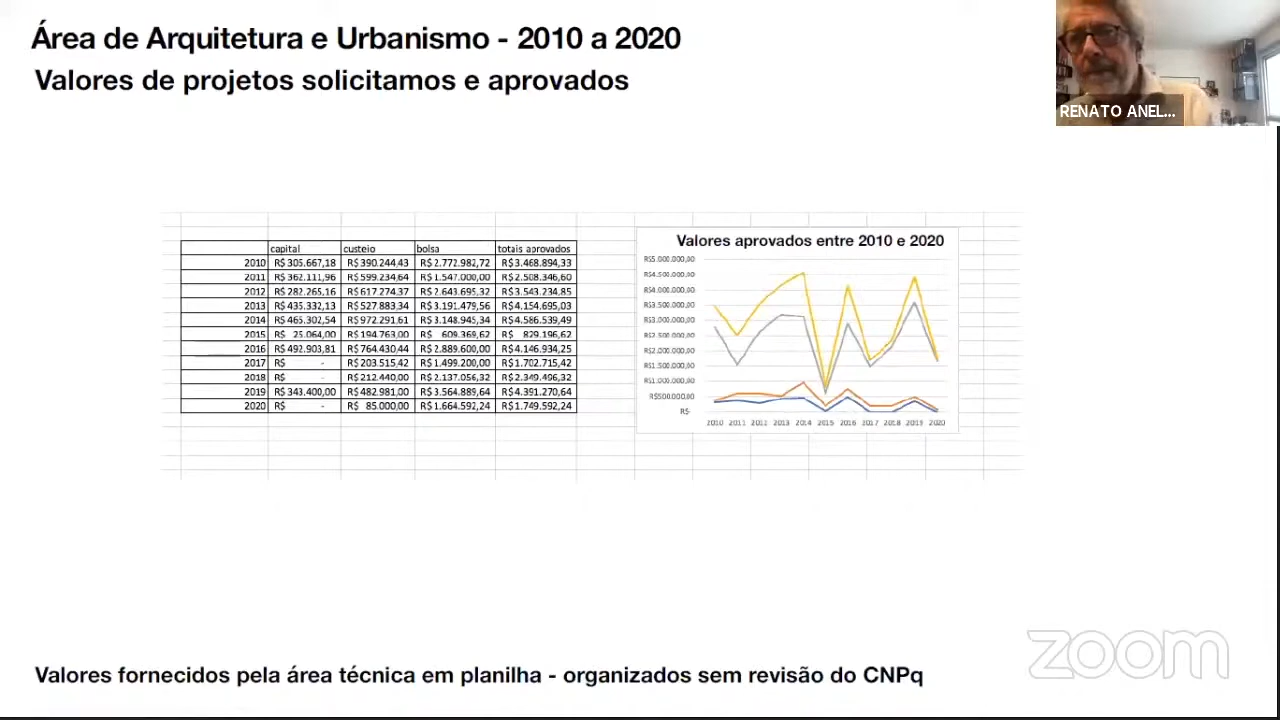 Área de Arquitetura e Urbanismo - 2010 a 2020
Valores de projetos solicitamos e aprovados
RENATO ANEL...
capital custeio bolsa totais aprovados
2010 R$ 305.667,18 R$ 390.244,43 R$ 2.772.982,72 R$ 3.468.894,33
2011 R$ 362.111,96 R$ 599.234,64 R$ 1.547.000,00 R$ 2.508.346,60
2012 R$ 282.265,16 R$ 617.274,37 R$ 2.643.695,32 R$ 3.543.234,85
2013 R$ 435.332,13 R$ 527.883,34 R$ 3.191.479,56 R$ 4.154.695,03
2014 R$ 465.302,54 R$ 972.291,61 R$ 3.148.945,34 R$ 4.586.539,49
2015 R$ 25.064,00 R$ 194.763,00 R$ 609.369,62 R$ 829.196,62
2016 R$ 492.903,81 R$ 764.430,44 R$ 2.889.600,00 R$ 4.146.934,25
2017 R$ - R$ 203.515,42 R$ 1.499.200,00 R$ 1.702.715,42
2018 R$ - R$ 212.440,00 R$ 2.137.056,32 R$ 2.349.496,32
2019 R$ 343.400,00 R$ 482.981,00 R$ 3.564.889,64 R$ 4.391.270,64
2020 R$ - R$ 85.000,00 R$ 1.664.592,24 R$ 1.749.592,24
Valores aprovados entre 2010 e 2020
R$5.000.000,00
R$4.500.000,00
R$4.000.000,00
R$3.500.000,00
R$3.000.000,00
R$2.500.000,00
R$2.000.000,00
R$1.500.000,00
R$1.000.000,00
R$500.000,00
R$-
2010 2011 2012 2013 2014 2015 2016 2017 2018 2019 2020
zoom
Valores fornecidos pela área técnica em planilha - organizados sem revisão do CNPq